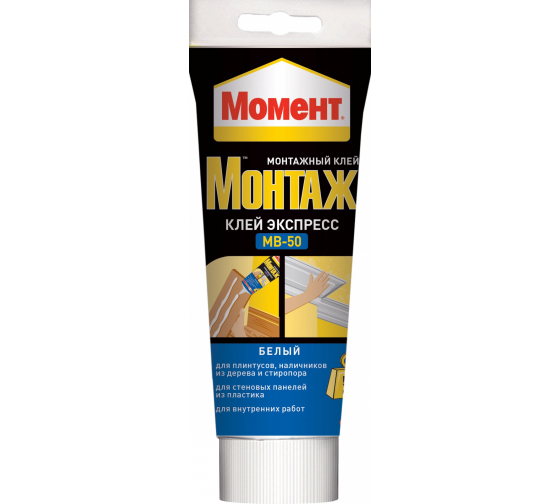 Момент®
МОНТАЖНЫЙ КЛЕЙ
МОНТАЖ™
КЛЕЙ ЭКСПРЕСС
МВ-50
БЕЛЫЙ
для плинтусов, наличников
из дерева и стиропора
для стеновых панелей
из пластика
для внутренних работ